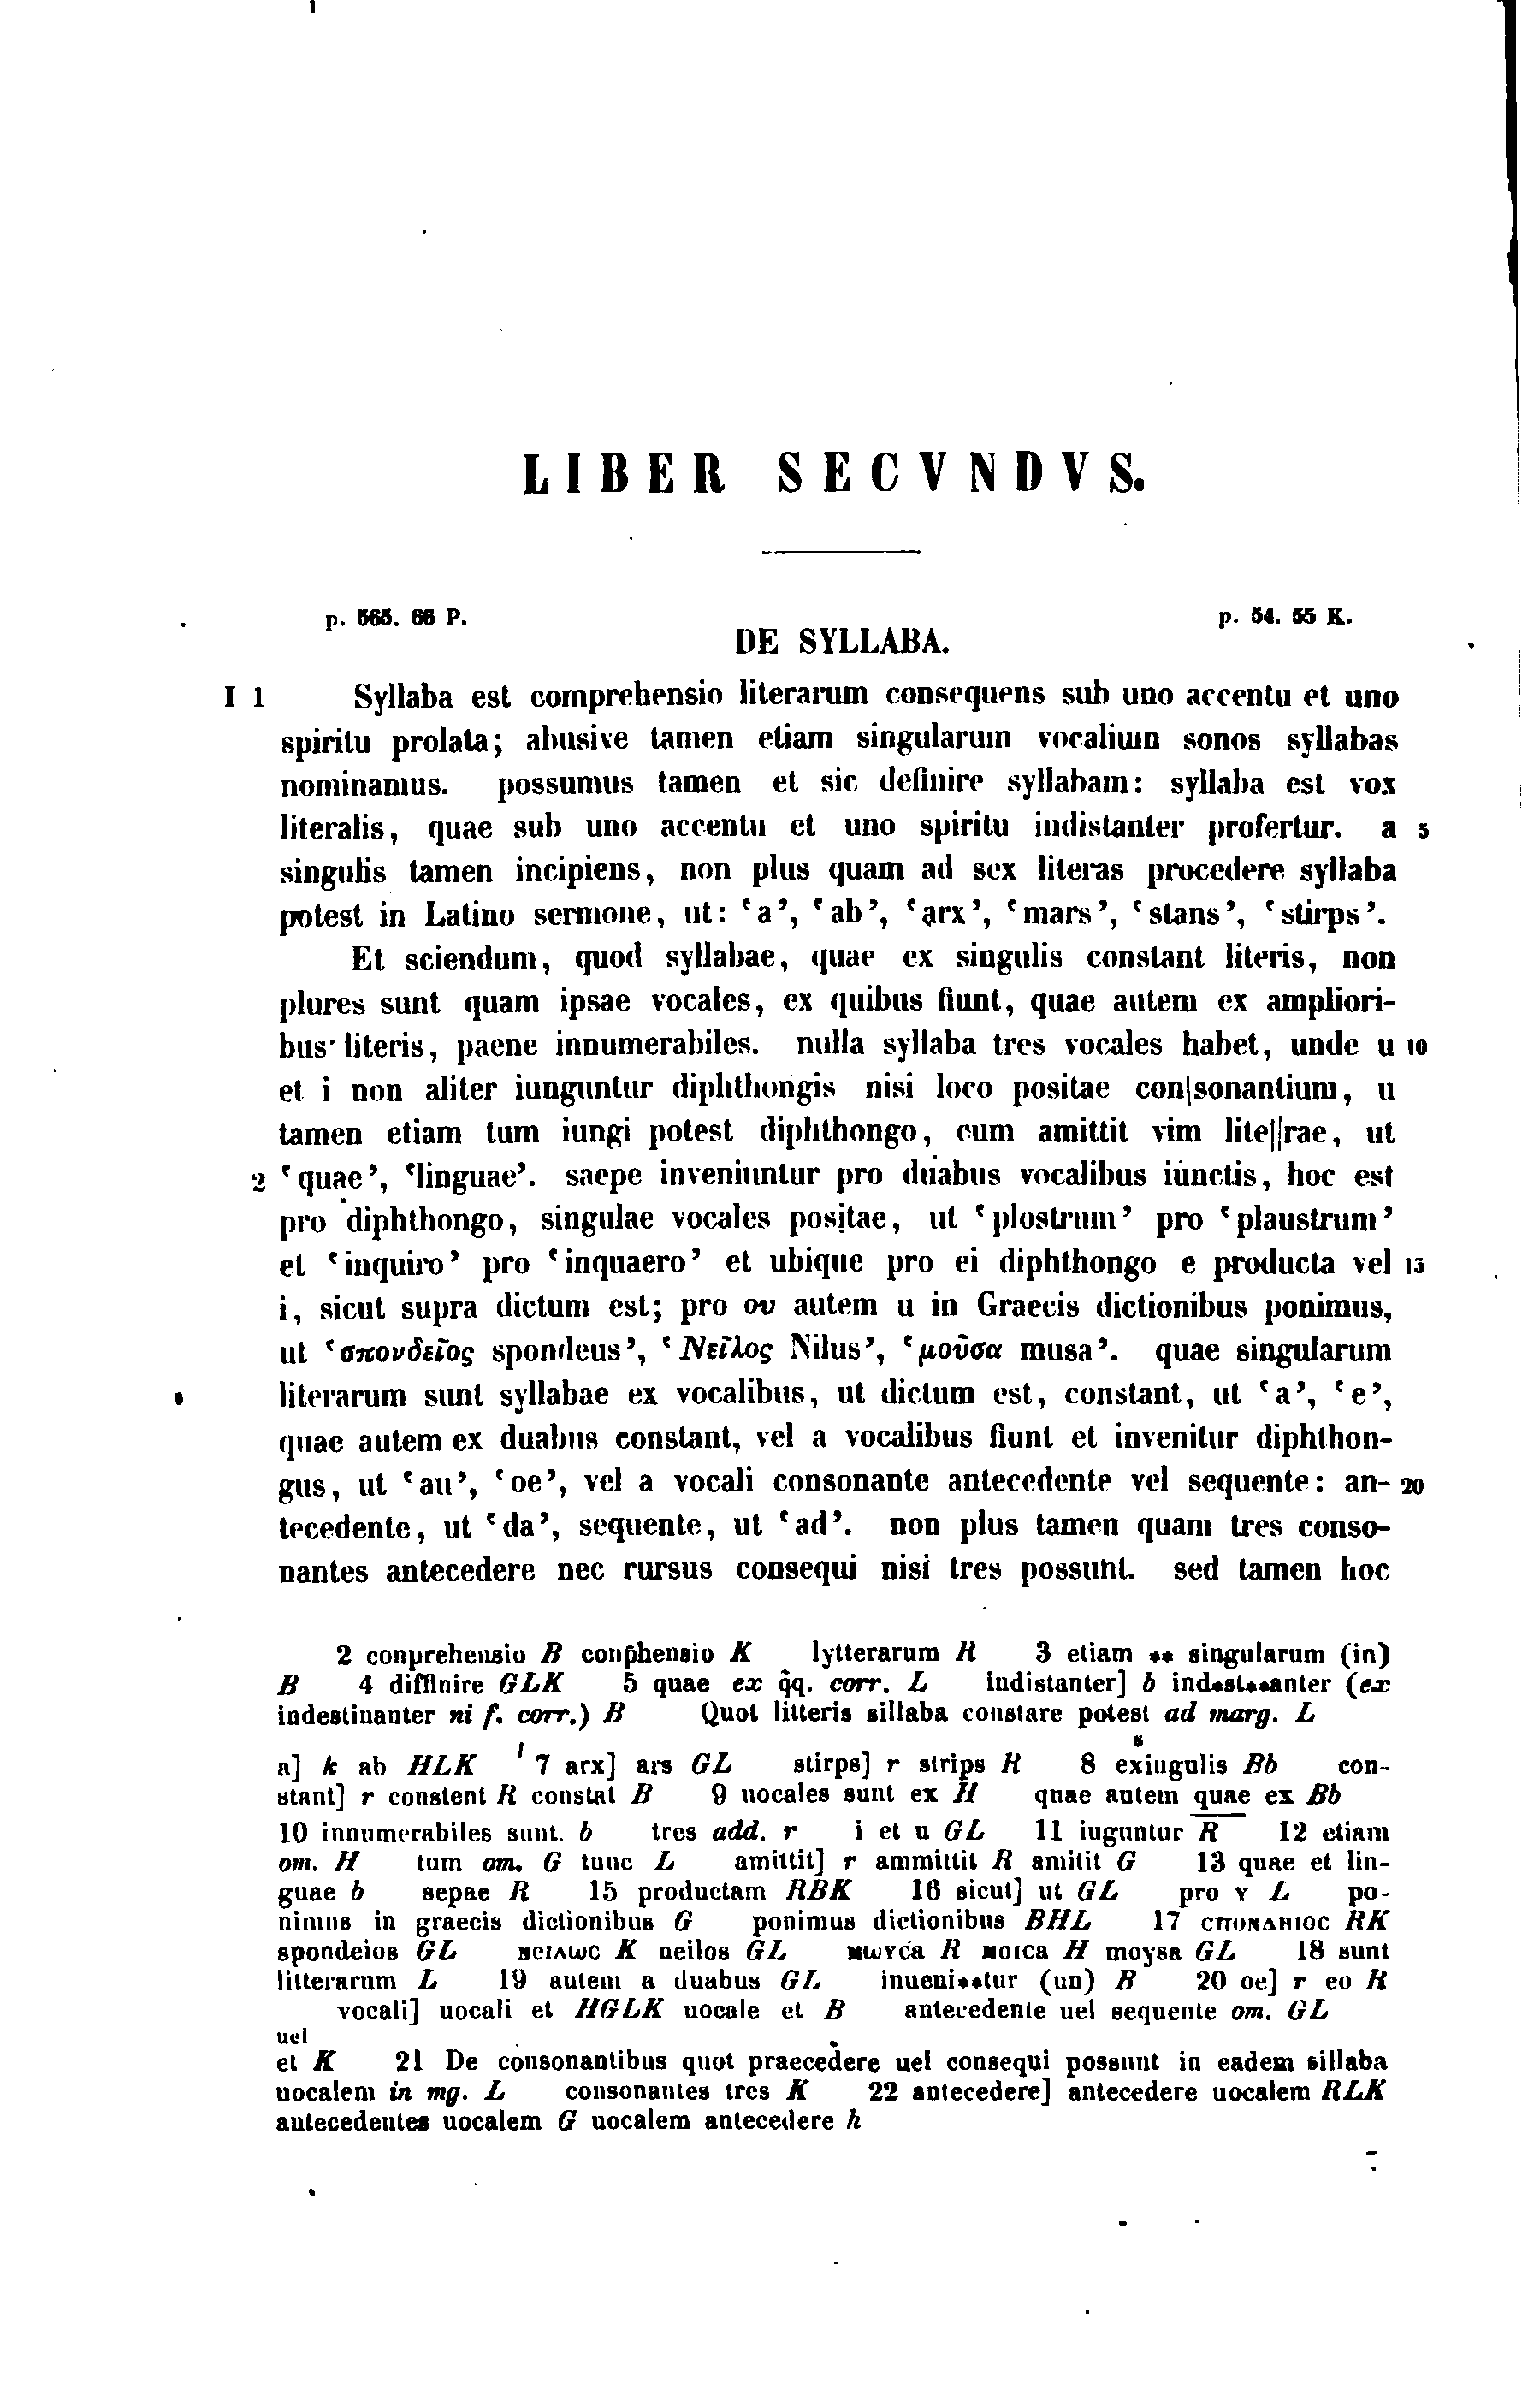 LIBER SECVNDVS.
p. 565. 66 P.
p. 54. 55 K.
DE SYLLABA.
I 1 Syllaba est comprehensio literarum consequens sub uno accentu et uno
spiritu prolata; abusive tamen etiam singularum vocalium sonos syllabas
nominamus. possumus tamen et sic definire syllabam: syllaba est vox
literalis, quae sub uno accentu et uno spiritu indistanter profertur. a 5
singulis tamen incipiens, non plus quam ad sex literas procedere syllaba
potest in Latino sermone, ut: ‘a’, ‘ab’, ‘arx’, ‘mars’, ‘stans’, ‘stirps’.
Et sciendum, quod syllabae, quae ex singulis constant literis, non
plures sunt quam ipsae vocales, ex quibus fiunt, quae autem ex ampliori-
bus literis, paene innumerabiles. nulla syllaba tres vocales habet, unde u 10
et i non aliter iunguntur diphthongis nisi loco positae con|sonantium, u
tamen etiam tum iungi potest diphthongo, cum amittit vim lite||rae, ut
2 ‘quae’, ‘linguae’. saepe inveniuntur pro duabus vocalibus iunctis, hoc est
pro diphthongo, singulae vocales positae, ut ‘plostrum’ pro ‘plaustrum’
et ‘inquiro’ pro ‘inquaero’ et ubique pro ei diphthongo e producta vel 15
i, sicut supra dictum est; pro ου autem u in Graecis dictionibus ponimus,
ut ‘σπονδεῖος spondeus’, ‘Νεῖλος Nilus’, ‘μοῦσα musa’. quae singularum
literarum sunt syllabae ex vocalibus, ut dictum est, constant, ut ‘a’, ‘e’,
quae autem ex duabus constant, vel a vocalibus fiunt et invenitur diphthon-
gus, ut ‘au’, ‘oe’, vel a vocali consonante antecedente vel sequente: an- 20
tecedente, ut ‘da’, sequente, ut ‘ad’. non plus tamen quam tres conso-
nantes antecedere nec rursus consequi nisi tres possunt. sed tamen hoc
2 conprehensio B conp̄hensio K lytterarum R 3 etiam ** singularum (in)
B 4 diffinire GLK 5 quae ex q̄q. corr. L indistanter] b ind*st**anter (ex
indestinanter ni f. corr.) B Quot litteris sillaba constare potest ad marg. L
a] k ab HLK 7 arx] ars GL stirps] r strips R 8 exiugulis Bb con-
s
stant] r constent R constat B 9 uocales sunt ex H quae autem quae ex Bb
10 innumerabiles sunt. b tres add. r i et u GL 11 iuguntur R 12 etiam
om. H tum om. G tunc L amittit] r ammittit R amitit G 13 quae et lin-
guae b sepae R 15 productam RBK 16 sicut] ut GL pro Y L po-
nimus in graecis dictionibus G ponimus dictionibus BHL 17 ϲποΝΔΗΙΟϹ RK
spondeios GL ΝΕΙΛWC K neilos GL ΜWYCA R ΜΟΙCA H moysa GL 18 sunt
litterarum L 19 autem a duabus GL inueni**tur (un) B 20 oe] r eo R
vocali] uocali et HGLK uocale et B antecedente uel sequente om. GL
uel
et K 21 De consonantibus quot praecedere uel consequi possunt in eadem sillaba
uocalem in mg. L consonantes tres K 22 antecedere] antecedere uocalem RLK
antecedentes uocalem G uocalem antecedere h